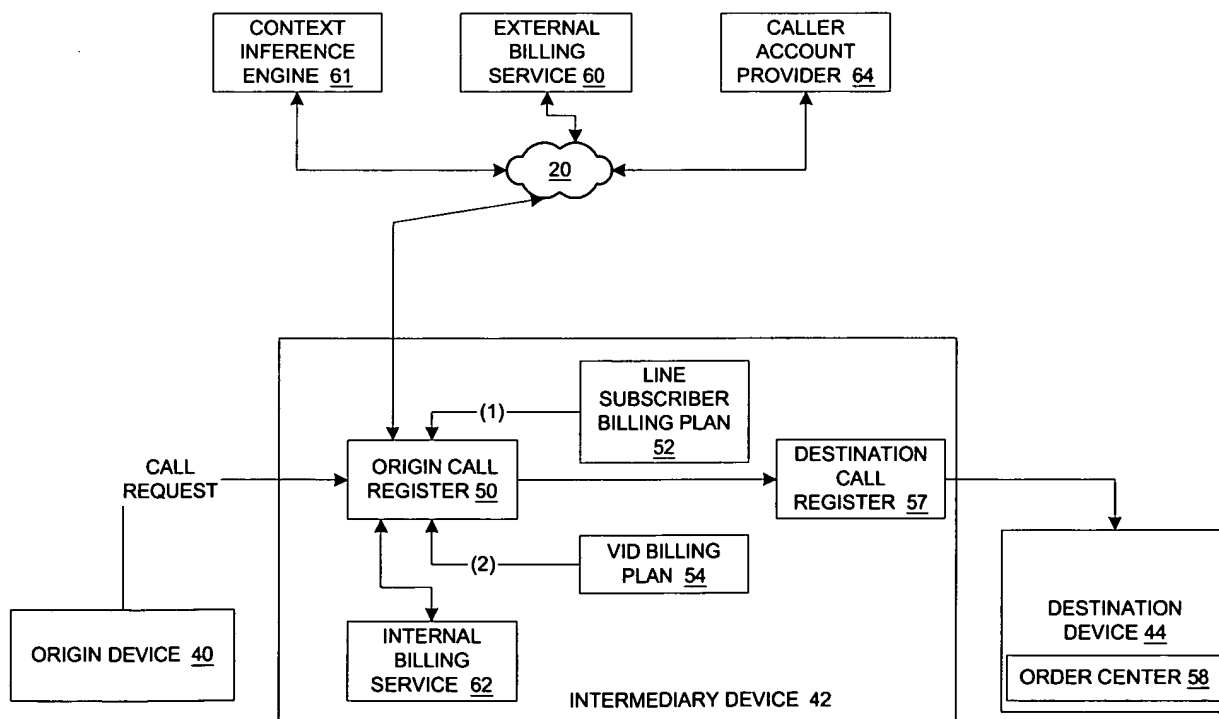 CONTEXT
INFERENCE
ENGINE 61
EXTERNAL
BILLING
SERVICE 60
CALLER
ACCOUNT
PROVIDER 64
20
LINE
SUBSCRIBER
BILLING PLAN
52
(1)
CALL
REQUEST
ORIGIN CALL
REGISTER 50
DESTINATION
CALL
REGISTER 57
(2)
VID BILLING
PLAN 54
ORIGIN DEVICE 40
INTERNAL
BILLING
SERVICE 62
INTERMEDIARY DEVICE 42
DESTINATION
DEVICE 44
ORDER CENTER 58